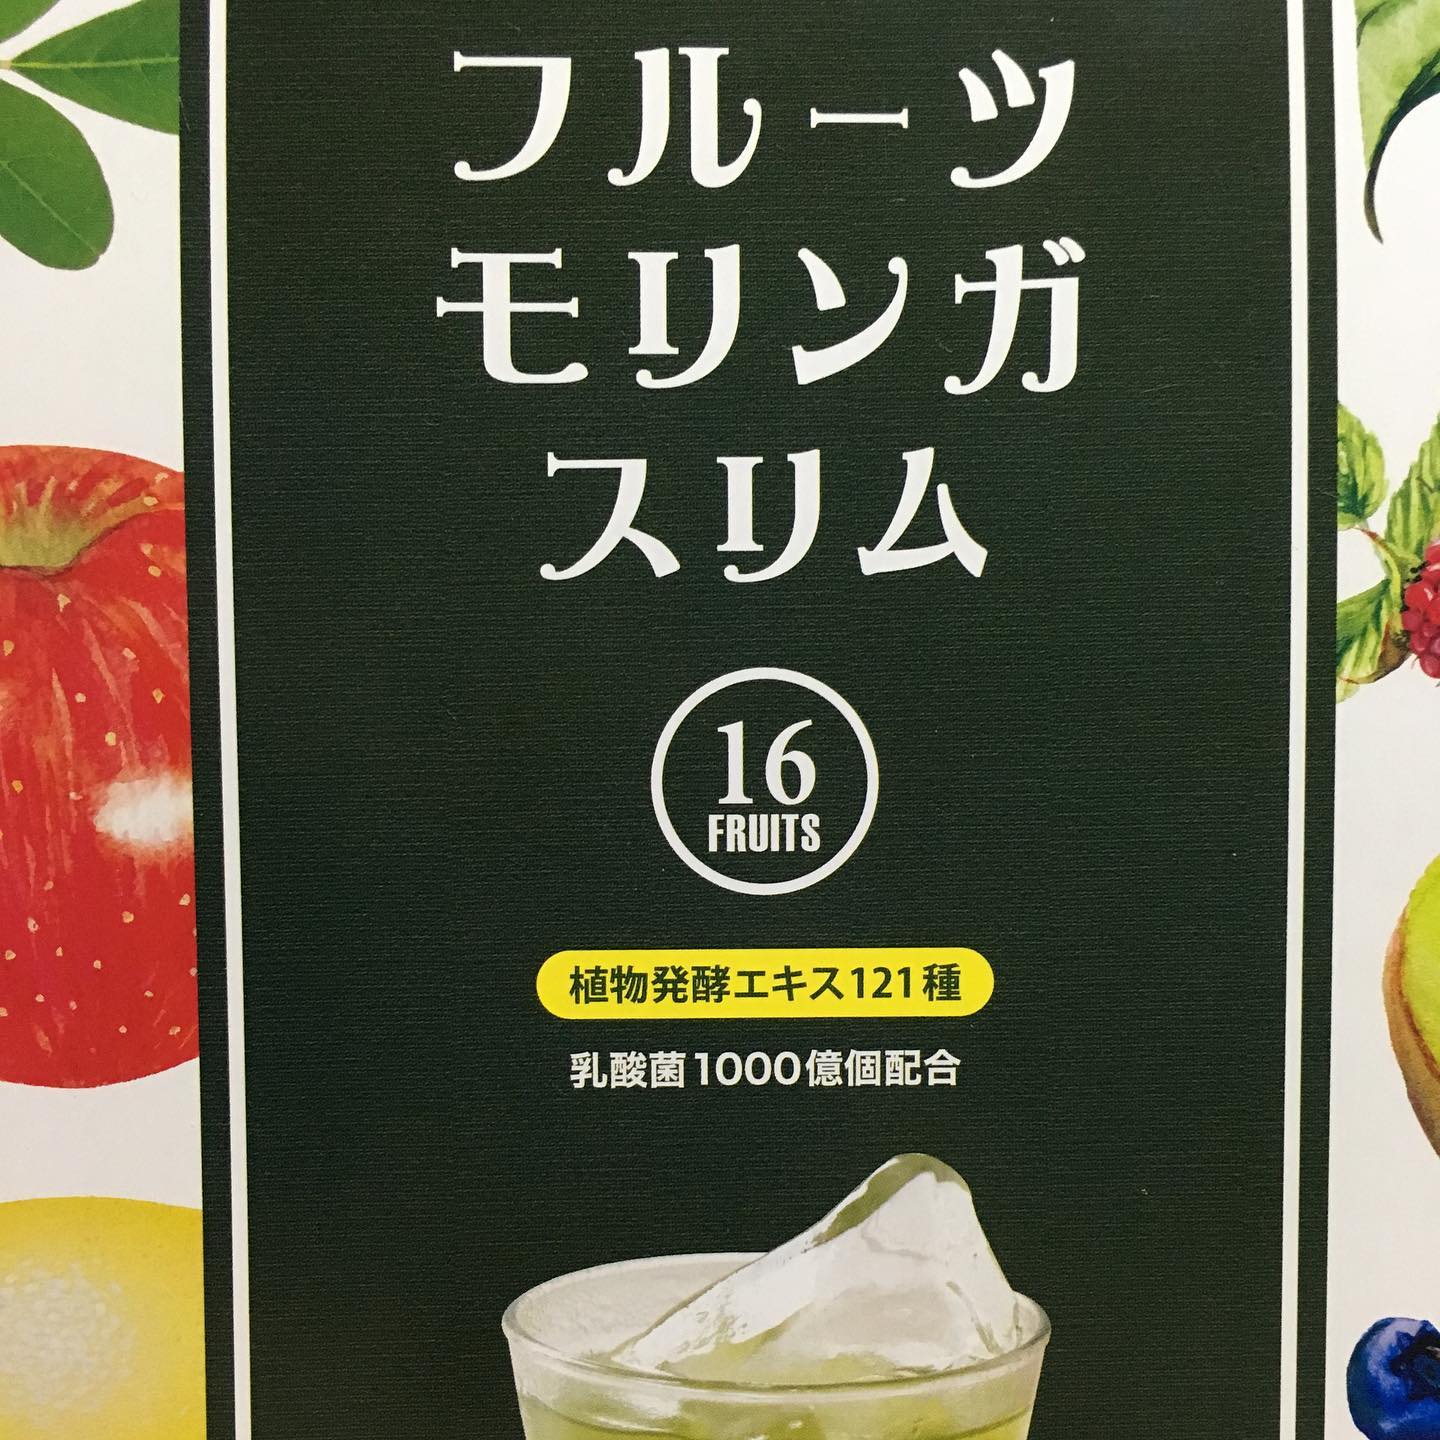 フルーツ
モリンガ
スリム
16
FRUITS
植物発酵エキス121種
乳酸菌1000億個配合